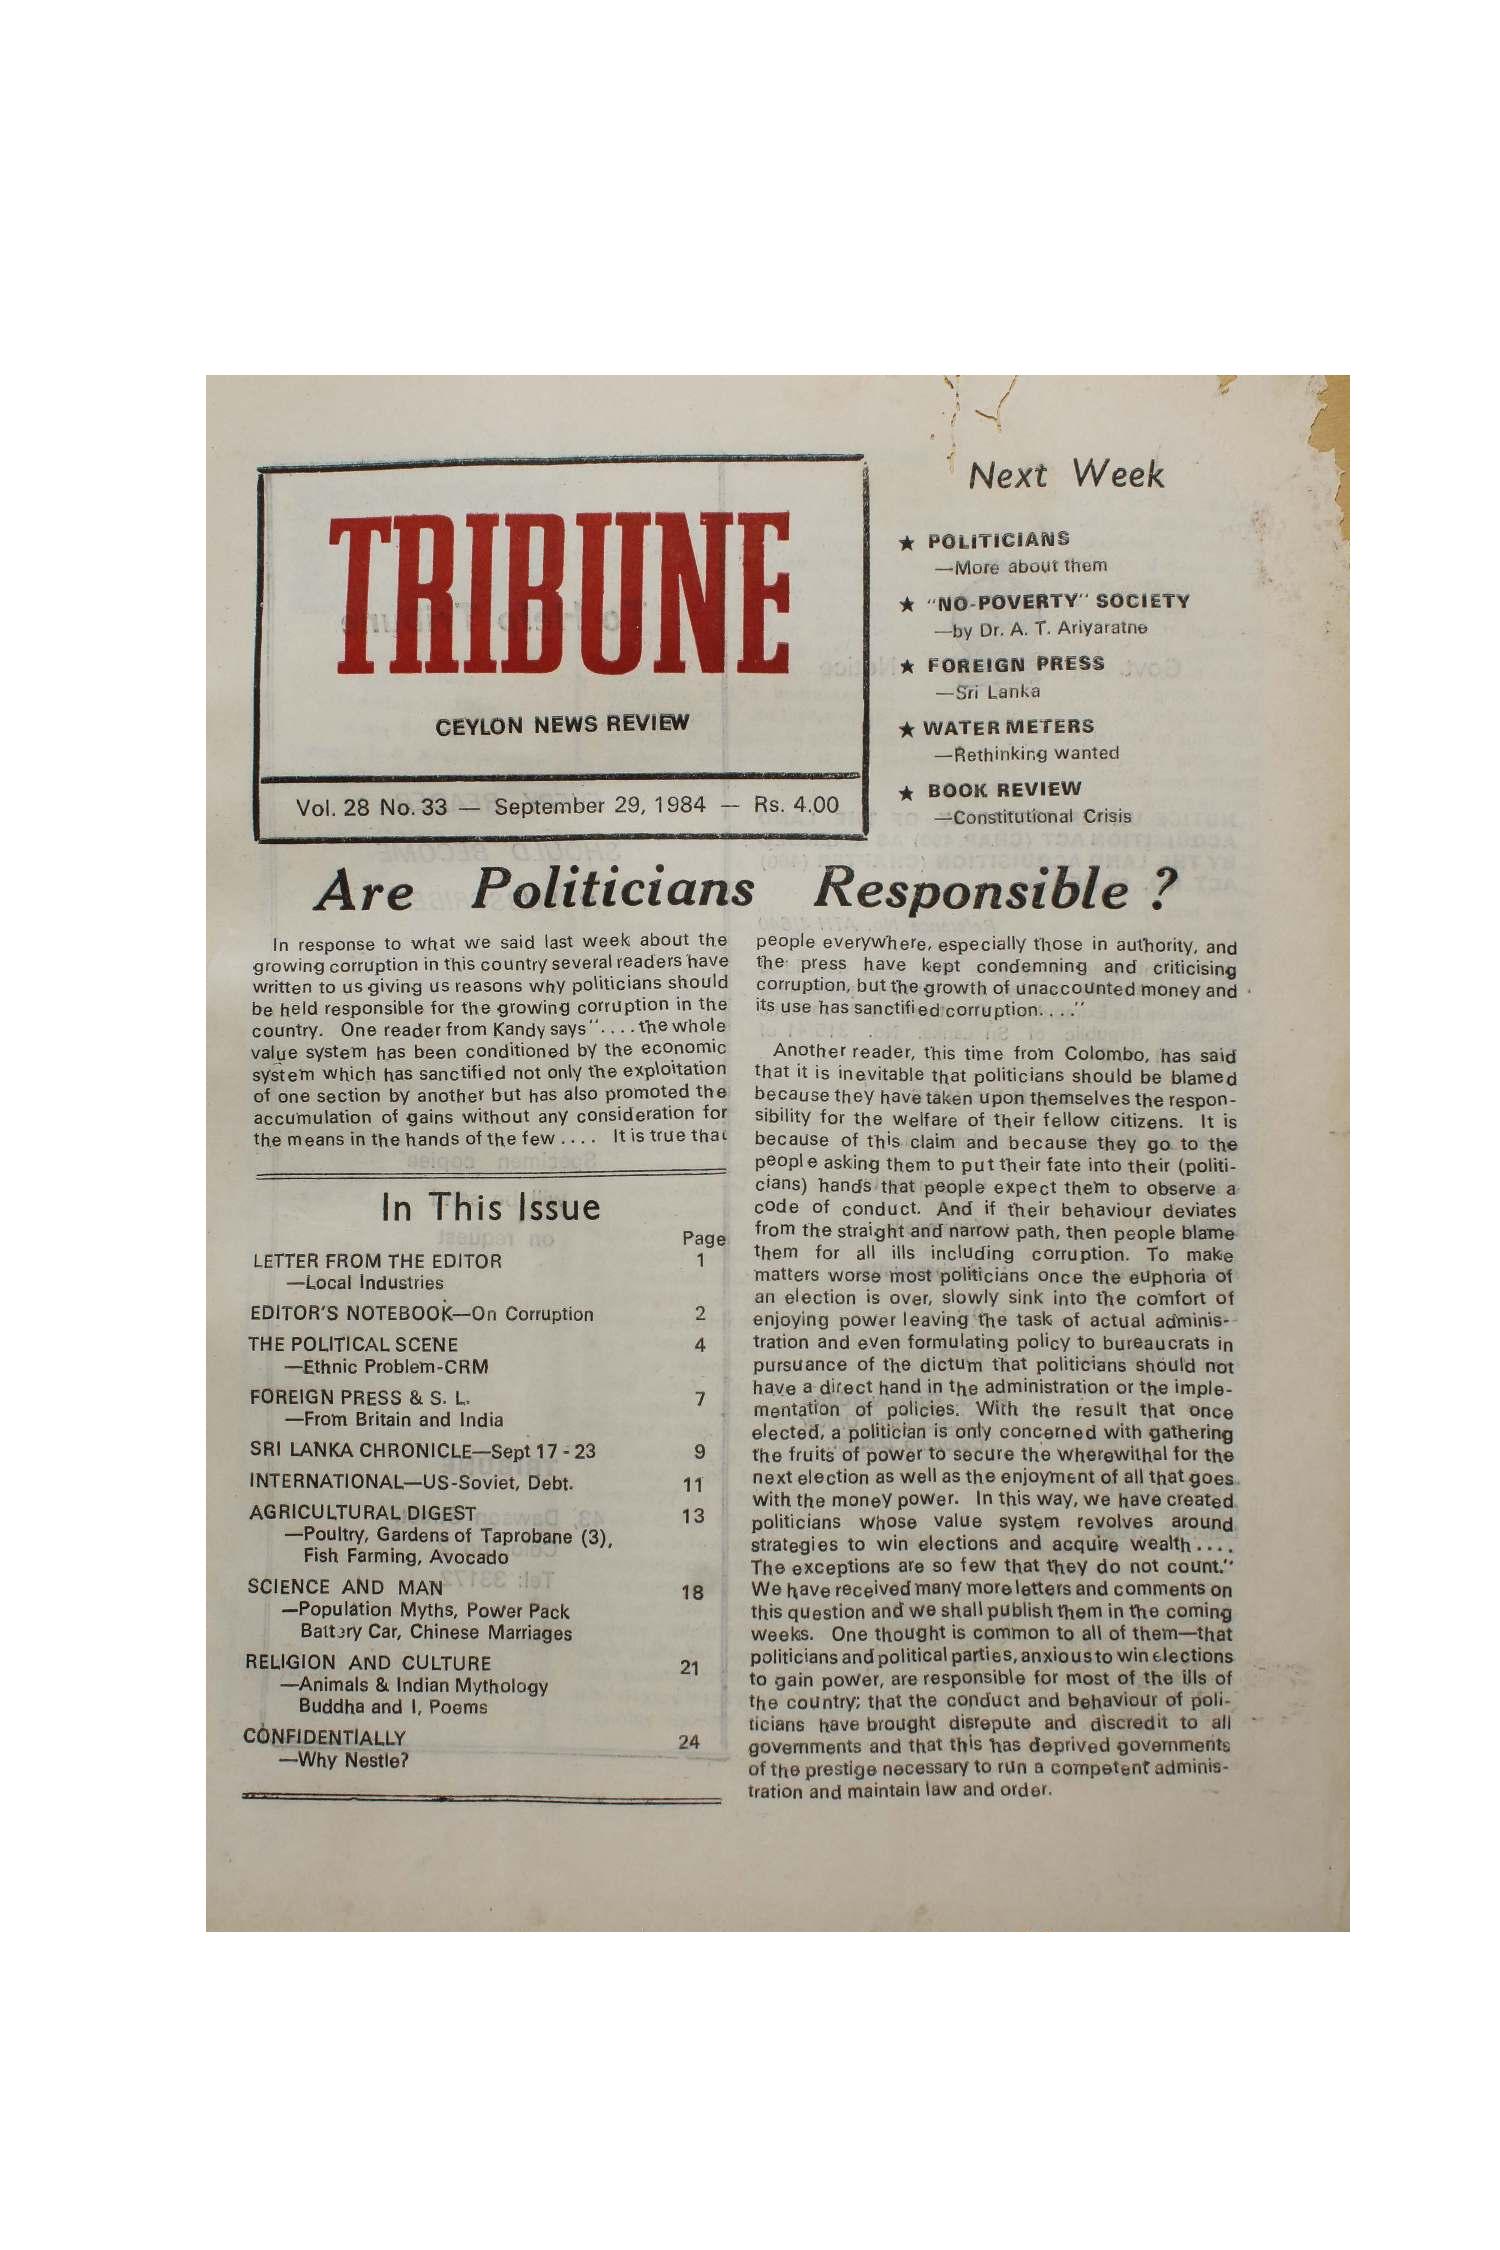 TRIBUNE
CEYLON NEWS REVIEW
Vol. 28 No. 33 — September 29, 1984 — Rs. 4.00
Next Week
★ POLITICIANS
—More about them
★ "NO-POVERTY" SOCIETY
—by Dr. A. T. Ariyaratne
★ FOREIGN PRESS
—Sri Lanka
★ WATER METERS
—Rethinking wanted
★ BOOK REVIEW
—Constitutional Crisis
Are Politicians Responsible ?
In response to what we said last week about the
growing corruption in this country several readers have
written to us giving us reasons why politicians should
be held responsible for the growing corruption in the
country. One reader from Kandy says ".... the whole
value system has been conditioned by the economic
system which has sanctified not only the exploitation
of one section by another but has also promoted the
accumulation of gains without any consideration for
the means in the hands of the few .... It is true that
In This Issue
Page
LETTER FROM THE EDITOR 1
—Local Industries
EDITOR'S NOTEBOOK—On Corruption 2
THE POLITICAL SCENE 4
—Ethnic Problem-CRM
FOREIGN PRESS & S. L. 7
—From Britain and India
SRI LANKA CHRONICLE—Sept 17 - 23 9
INTERNATIONAL—US-Soviet, Debt. 11
AGRICULTURAL DIGEST 13
—Poultry, Gardens of Taprobane (3),
Fish Farming, Avocado
SCIENCE AND MAN 18
—Population Myths, Power Pack
Battery Car, Chinese Marriages
RELIGION AND CULTURE 21
—Animals & Indian Mythology
Buddha and I, Poems
CONFIDENTIALLY 24
—Why Nestle?
people everywhere, especially those in authority, and
the press have kept condemning and criticising
corruption, but the growth of unaccounted money and
its use has sanctified corruption...."
Another reader, this time from Colombo, has said
that it is inevitable that politicians should be blamed
because they have taken upon themselves the respon-
sibility for the welfare of their fellow citizens. It is
because of this claim and because they go to the
people asking them to put their fate into their (politi-
cians) hands that people expect them to observe a
code of conduct. And if their behaviour deviates
from the straight and narrow path, then people blame
them for all ills including corruption. To make
matters worse most politicians once the euphoria of
an election is over, slowly sink into the comfort of
enjoying power leaving the task of actual adminis-
tration and even formulating policy to bureaucrats in
pursuance of the dictum that politicians should not
have a direct hand in the administration or the imple-
mentation of policies. With the result that once
elected, a politician is only concerned with gathering
the fruits of power to secure the wherewithal for the
next election as well as the enjoyment of all that goes
with the money power. In this way, we have created
politicians whose value system revolves around
strategies to win elections and acquire wealth ....
The exceptions are so few that they do not count."
We have received many more letters and comments on
this question and we shall publish them in the coming
weeks. One thought is common to all of them—that
politicians and political parties, anxious to win elections
to gain power, are responsible for most of the ills of
the country; that the conduct and behaviour of poli-
ticians have brought disrepute and discredit to all
governments and that this has deprived governments
of the prestige necessary to run a competent adminis-
tration and maintain law and order.